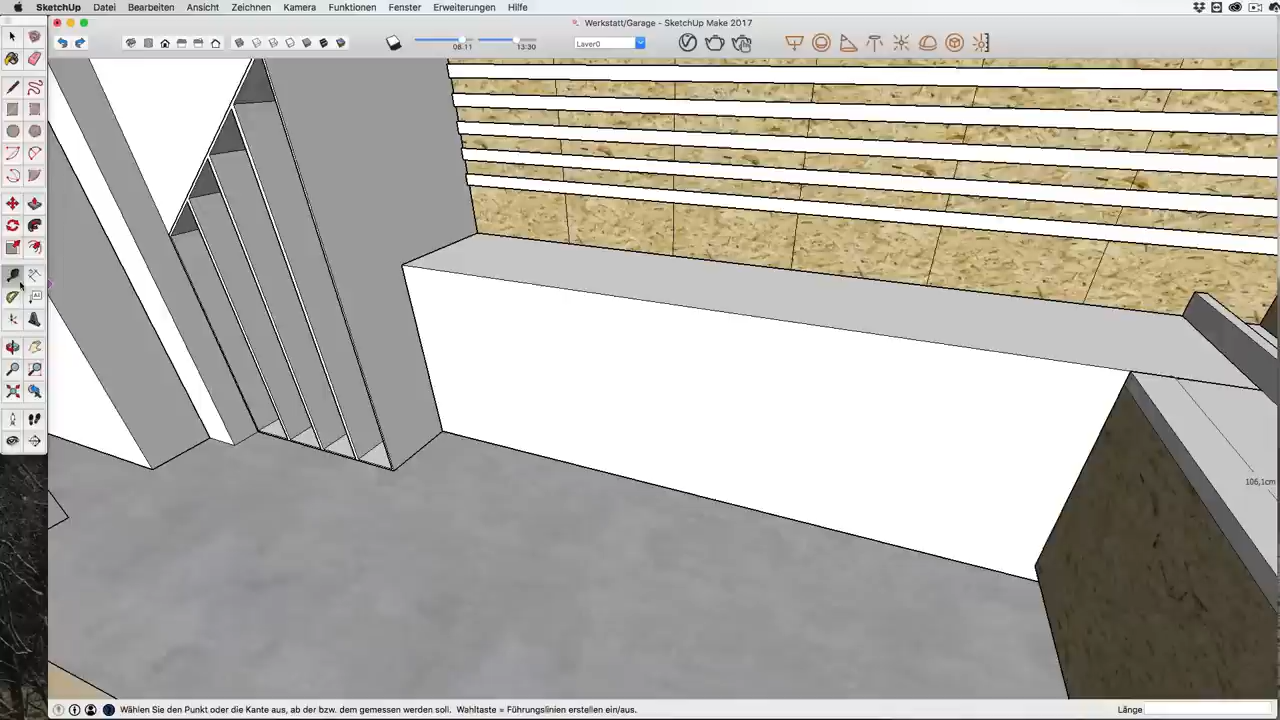 SketchUp Datei Bearbeiten Ansicht Zeichnen Kamera Funktionen Fenster Erweiterungen Hilfe
Werkstatt/Garage - SketchUp Make 2017
Layer0
08:11 13:30
106,1cm
Wählen Sie den Punkt oder die Kante aus, ab der bzw. dem gemessen werden soll. Wahltaste = Führungslinien erstellen ein/aus. Länge